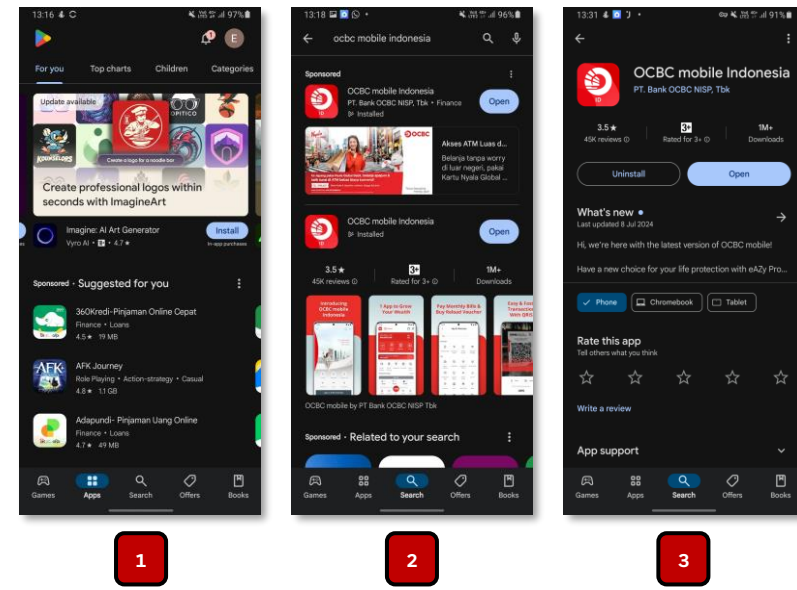 13:16
97%
For you
Top charts
Children
Categories
Update available
KOUNSELORS
OPITCO
Create a logo for a noodle bar
Create professional logos within
seconds with ImagineArt
Imagine: AI Art Generator
Vyro AI • 3+ • 4.7★
Install
In-app purchases
Sponsored • Suggested for you
360Kredi-Pinjaman Online Cepat
Finance • Loans
4.5★ 19 MB
AFK
AFK Journey
Role Playing • Action-strategy • Casual
4.8★ 1.1 GB
Adapundi- Pinjaman Uang Online
Finance • Loans
4.7★ 49 MB
Games
Apps
Search
Offers
Books
1
13:18
96%
ocbc mobile indonesia
Sponsored
OCBC mobile Indonesia
PT. Bank OCBC NISP, Tbk • Finance
Installed
Open
OCBC
Akses ATM Luas d...
Belanja tanpa worry
di luar negeri, pakai
Kartu Nyala Global ...
OCBC mobile Indonesia
Installed
Open
3.5★
45K reviews
3+
Rated for 3+
1M+
Downloads
Introducing
OCBC mobile
Indonesia
1 App to Grow
Your Wealth
Pay Monthly Bills &
Buy Reload Voucher
Easy & Fast
Transaction
With QRIS
OCBC mobile by PT Bank OCBC NISP Tbk
Sponsored • Related to your search
Games
Apps
Search
Offers
Books
2
13:31
91%
OCBC mobile Indonesia
PT. Bank OCBC NISP, Tbk
ID
3.5★
45K reviews
3+
Rated for 3+
1M+
Downloads
Uninstall
Open
What's new •
Last updated 8 Jul 2024
Hi, we're here with the latest version of OCBC mobile!
Have a new choice for your life protection with eAZy Pro...
Phone
Chromebook
Tablet
Rate this app
Tell others what you think
Write a review
App support
Games
Apps
Search
Offers
Books
3